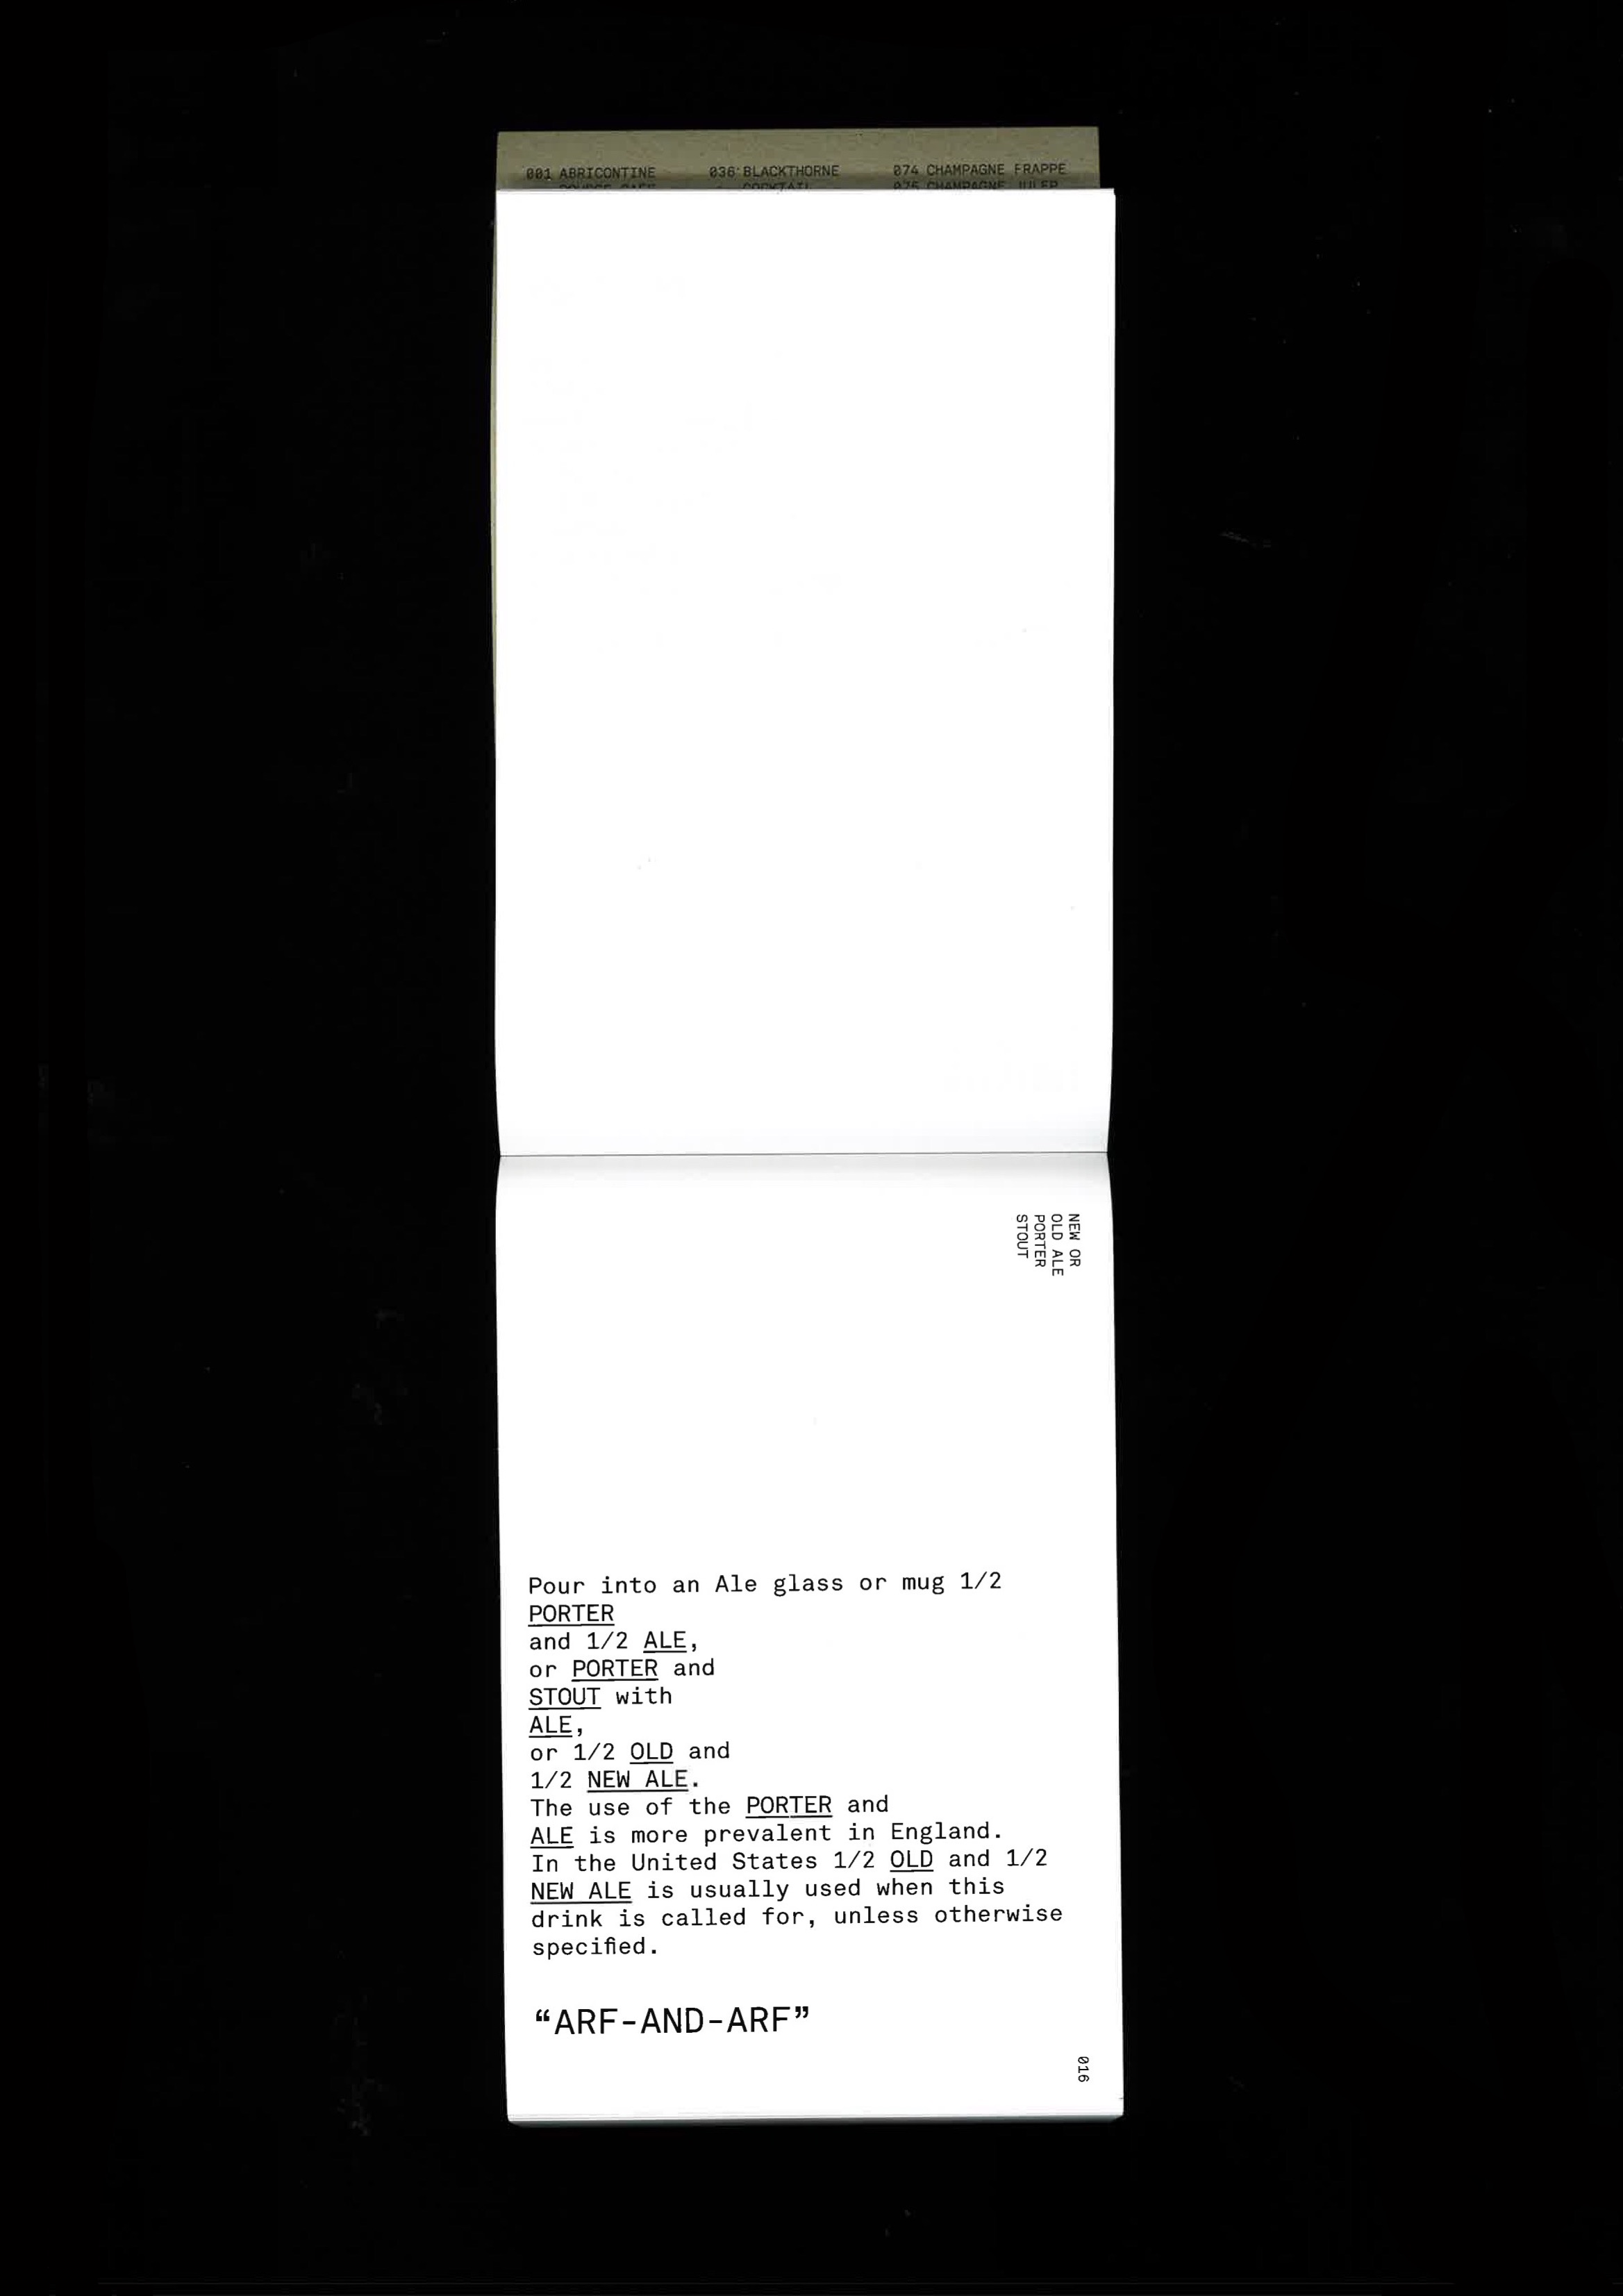 001 ABRICONTINE
036 BLACKTHORNE
COCKTAIL
074 CHAMPAGNE FRAPPE
075 CHAMPAGNE JULEP
NEW OR
OLD ALE
PORTER
STOUT
Pour into an Ale glass or mug 1/2
PORTER
and 1/2 ALE,
or PORTER and
STOUT with
ALE,
or 1/2 OLD and
1/2 NEW ALE.
The use of the PORTER and
ALE is more prevalent in England.
In the United States 1/2 OLD and 1/2
NEW ALE is usually used when this
drink is called for, unless otherwise
specified.
“ARF-AND-ARF”
016